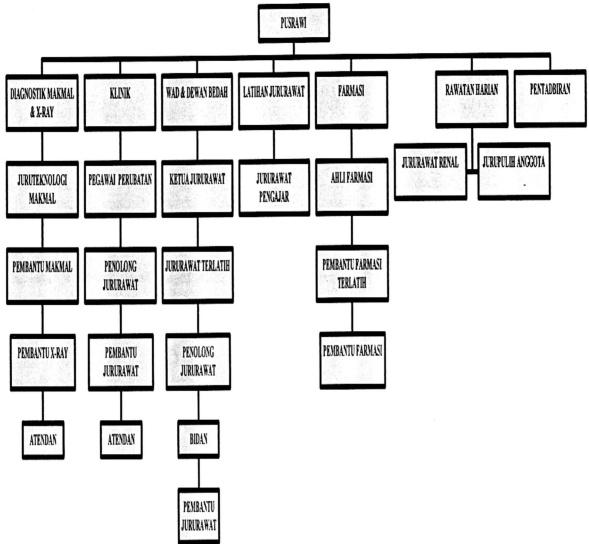 PUSRAWI
DIAGNOSTIK MAKMAL
& X-RAY
KLINIK
WAD & DEWAN BEDAH
LATIHAN JURURAWAT
FARMASI
RAWATAN HARIAN
PENTADBIRAN
JURUTEKNOLOGI
MAKMAL
PEGAWAI PERUBATAN
KETUA JURURAWAT
JURURAWAT
PENGAJAR
AHLI FARMASI
JURURAWAT RENAL
JURUPULIH ANGGOTA
PEMBANTU MAKMAL
PENOLONG
JURURAWAT
JURURAWAT TERLATIH
PEMBANTU FARMASI
TERLATIH
PEMBANTU X-RAY
PEMBANTU
JURURAWAT
PENOLONG
JURURAWAT
PEMBANTU FARMASI
ATENDAN
ATENDAN
BIDAN
PEMBANTU
JURURAWAT